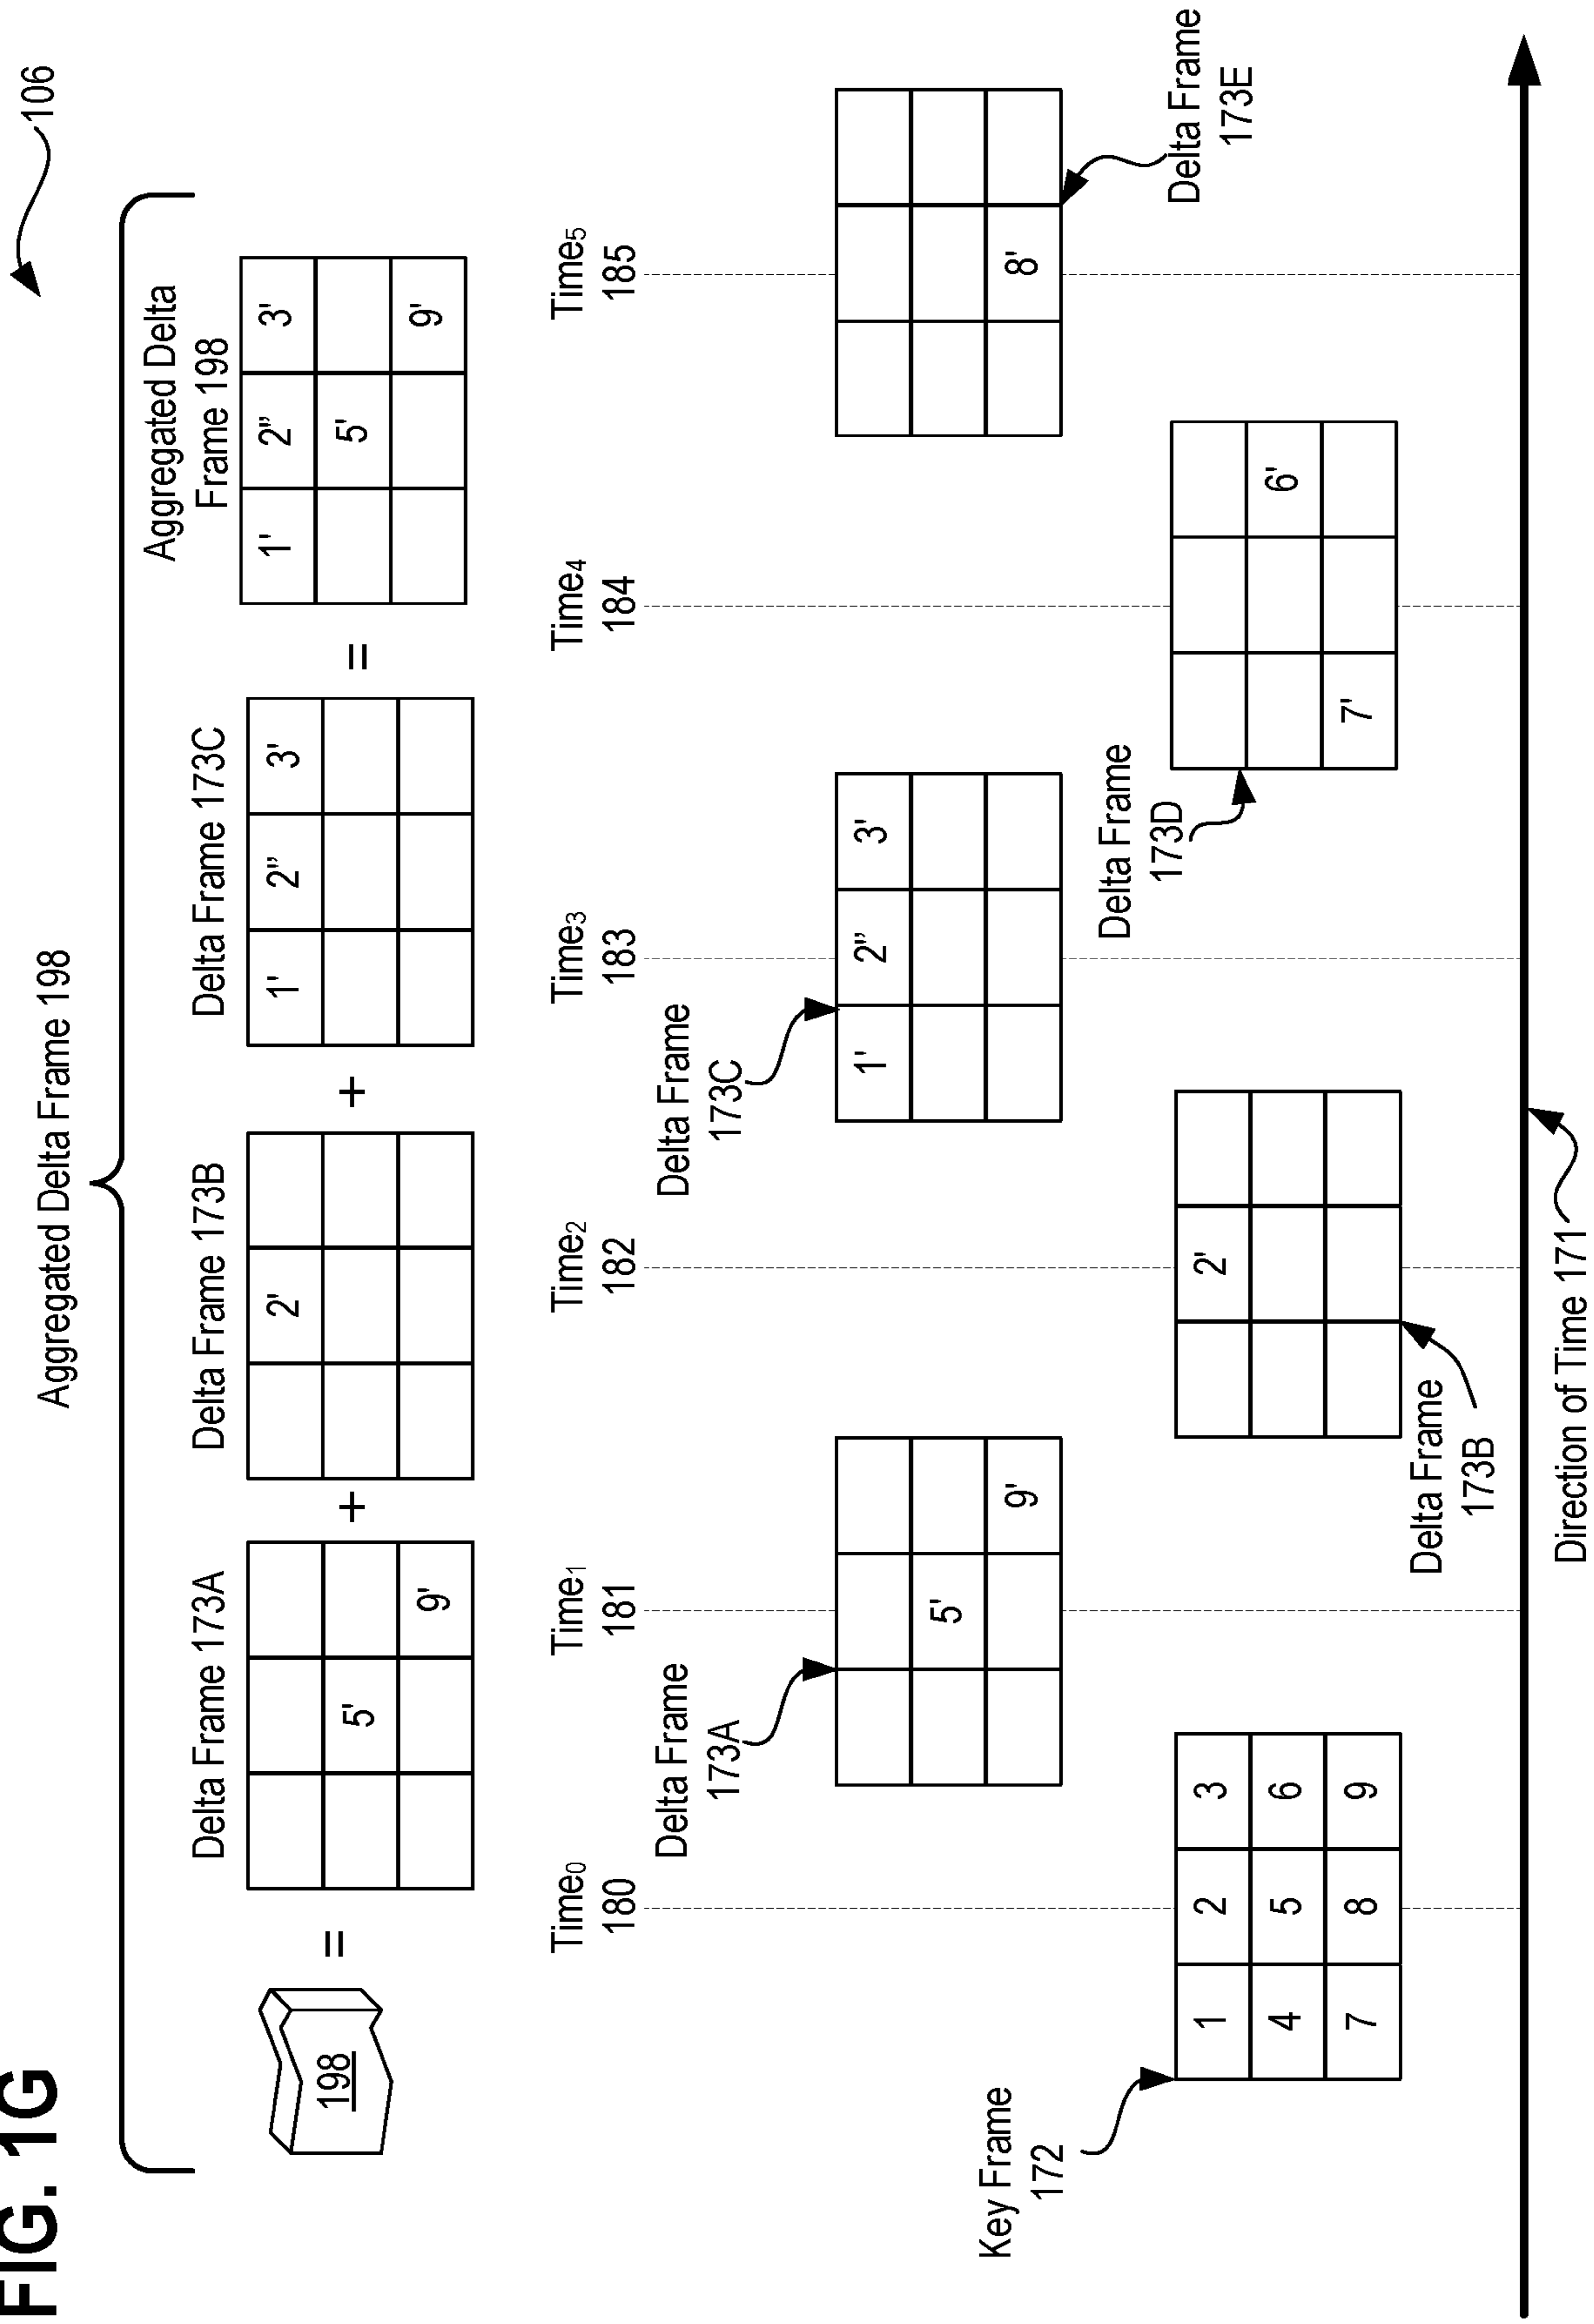 FIG. 1G
106
Aggregated Delta Frame 198
Delta Frame 173A
Delta Frame 173B
Delta Frame 173C
Aggregated Delta
Frame 198
198
=
5'
9'
+
2'
+
1' 2'' 3'
=
1' 2'' 3'
5'
9'
Time0
180
Time1
181
Time2
182
Time3
183
Time4
184
Time5
185
Delta Frame
173A
5'
9'
Delta Frame
173C
1' 2'' 3'
8'
Delta Frame
173E
Key Frame
172
1 2 3
4 5 6
7 8 9
2'
Delta Frame
173B
Delta Frame
173D
6'
7'
Direction of Time 171